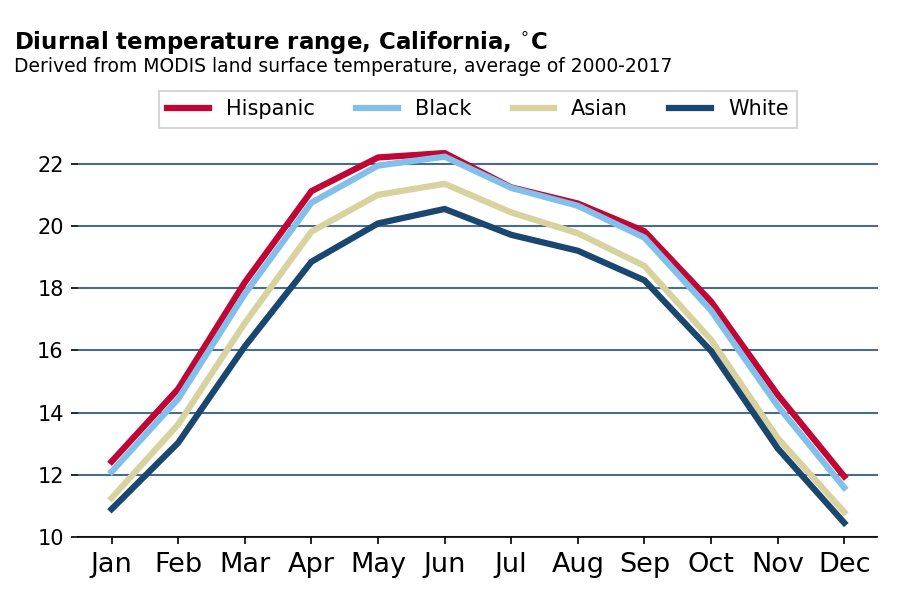 Diurnal temperature range, California, °C
Derived from MODIS land surface temperature, average of 2000-2017
Hispanic Black Asian White
22
20
18
16
14
12
10
Jan Feb Mar Apr May Jun Jul Aug Sep Oct Nov Dec